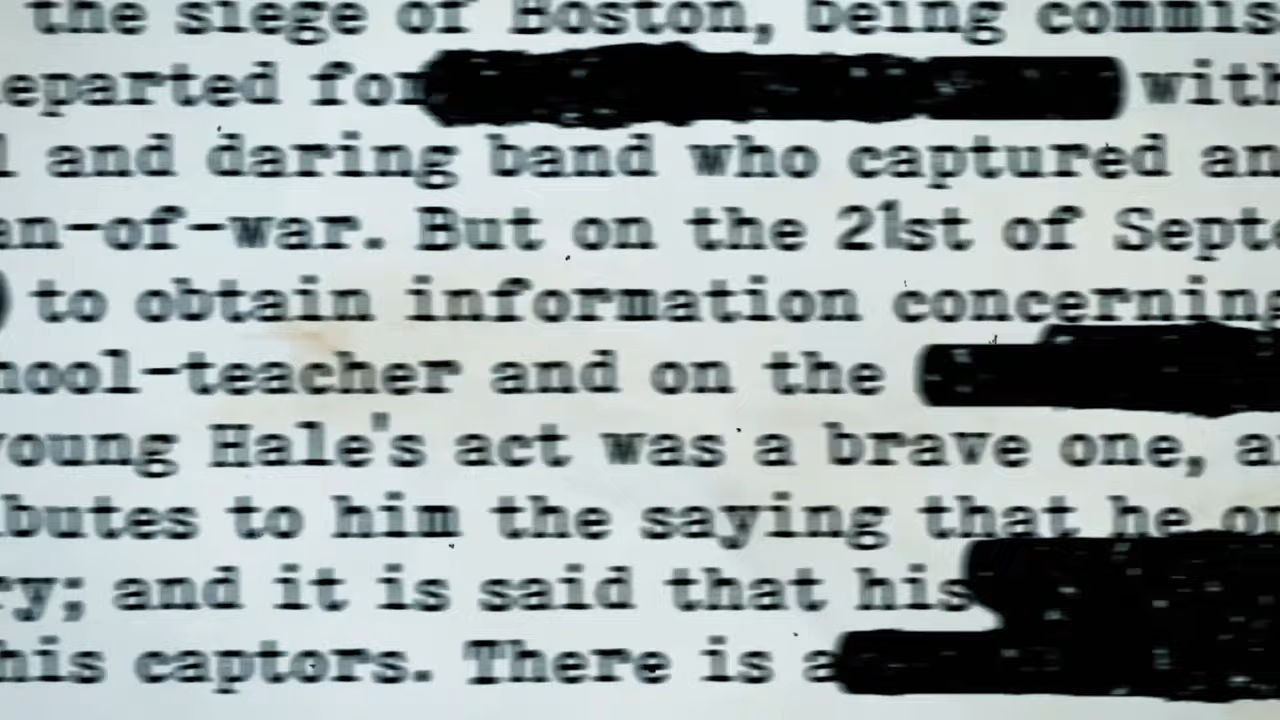 the siege of Boston, being commis
eparted for with
l and daring band who captured an
an-of-war. But on the 21st of Septe
to obtain information concerning
hool-teacher and on the
young Hale's act was a brave one, a
butes to him the saying that he on
ry; and it is said that his
his captors. There is a